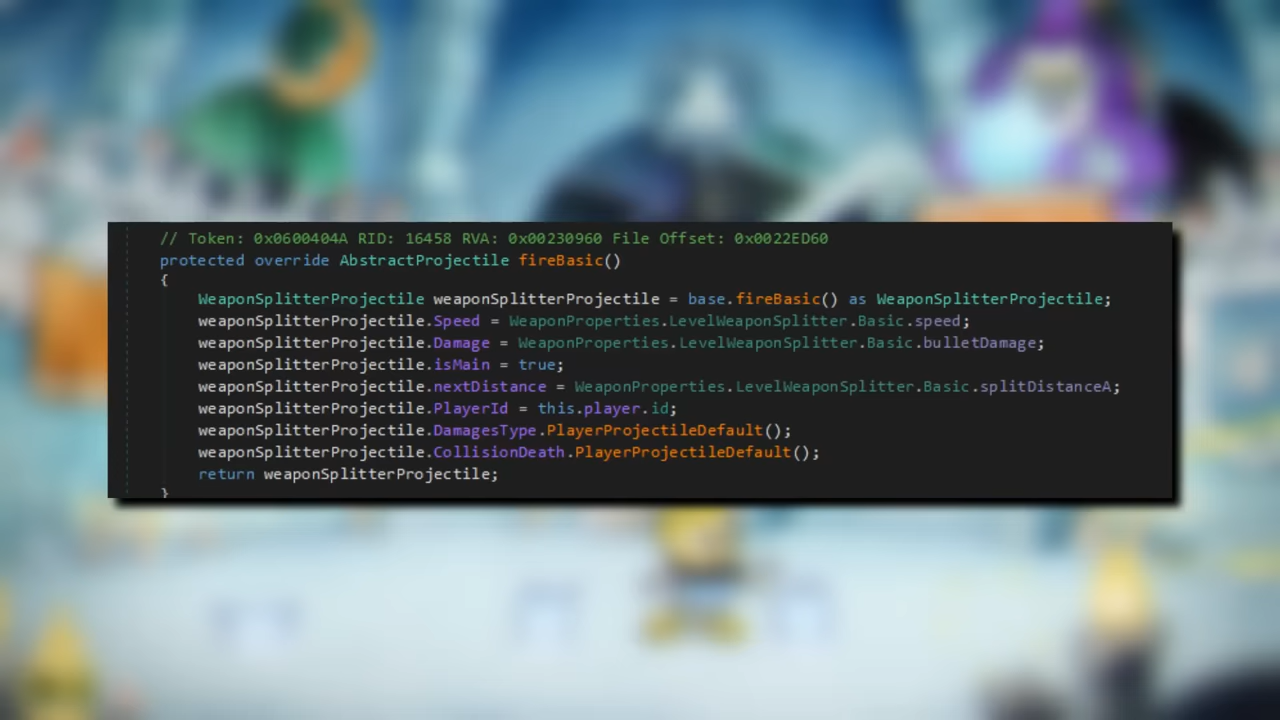 // Token: 0x0600404A RID: 16458 RVA: 0x00230960 File Offset: 0x0022ED60
protected override AbstractProjectile fireBasic()
{
    WeaponSplitterProjectile weaponSplitterProjectile = base.fireBasic() as WeaponSplitterProjectile;
    weaponSplitterProjectile.Speed = WeaponProperties.LevelWeaponSplitter.Basic.speed;
    weaponSplitterProjectile.Damage = WeaponProperties.LevelWeaponSplitter.Basic.bulletDamage;
    weaponSplitterProjectile.isMain = true;
    weaponSplitterProjectile.nextDistance = WeaponProperties.LevelWeaponSplitter.Basic.splitDistanceA;
    weaponSplitterProjectile.PlayerId = this.player.id;
    weaponSplitterProjectile.DamagesType.PlayerProjectileDefault();
    weaponSplitterProjectile.CollisionDeath.PlayerProjectileDefault();
    return weaponSplitterProjectile;
}